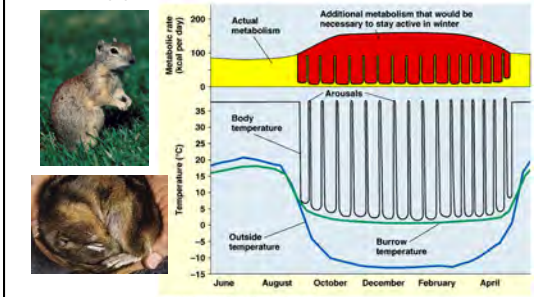 Additional metabolism that would be
necessary to stay active in winter
Actual
metabolism
Metabolic rate
(kcal per day)
200
100
0
Arousals
Body
temperature
Temperature (°C)
35
30
25
20
15
10
5
0
−5
−10
−15
Outside
temperature
Burrow
temperature
June
August
October
December
February
April